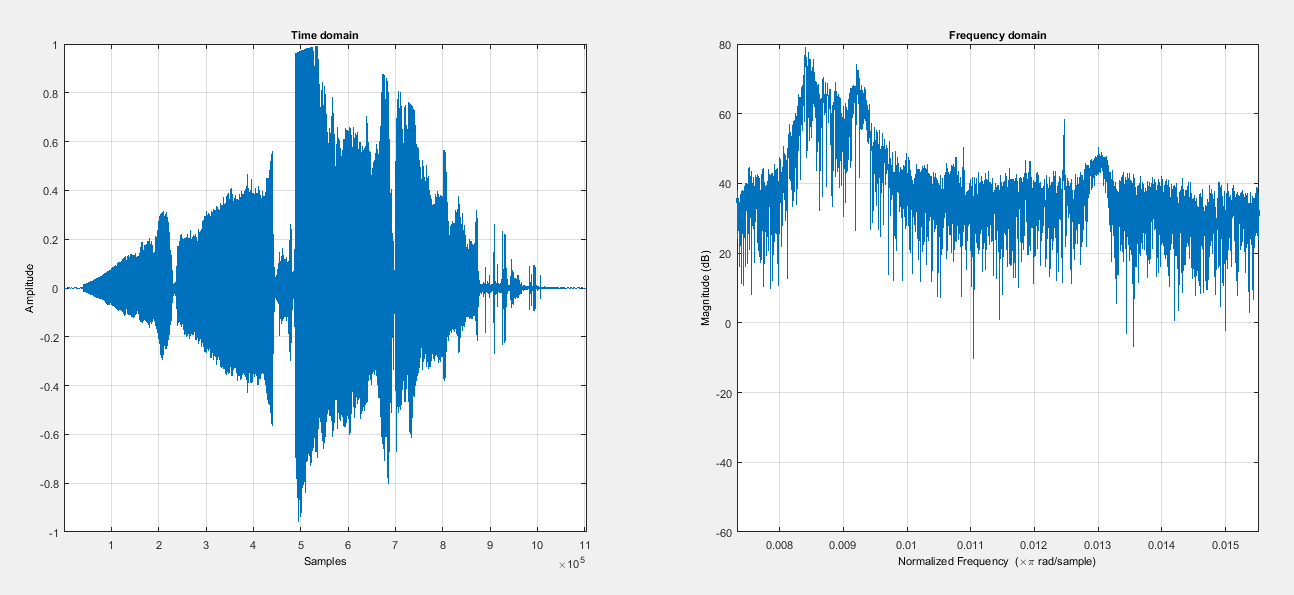 Time domain
1
0.8
0.6
0.4
0.2
0
-0.2
-0.4
-0.6
-0.8
-1
Amplitude
1 2 3 4 5 6 7 8 9 10 11
Samples
×10^5
Frequency domain
80
60
40
20
0
-20
-40
-60
Magnitude (dB)
0.008 0.009 0.01 0.011 0.012 0.013 0.014 0.015
Normalized Frequency (×π rad/sample)